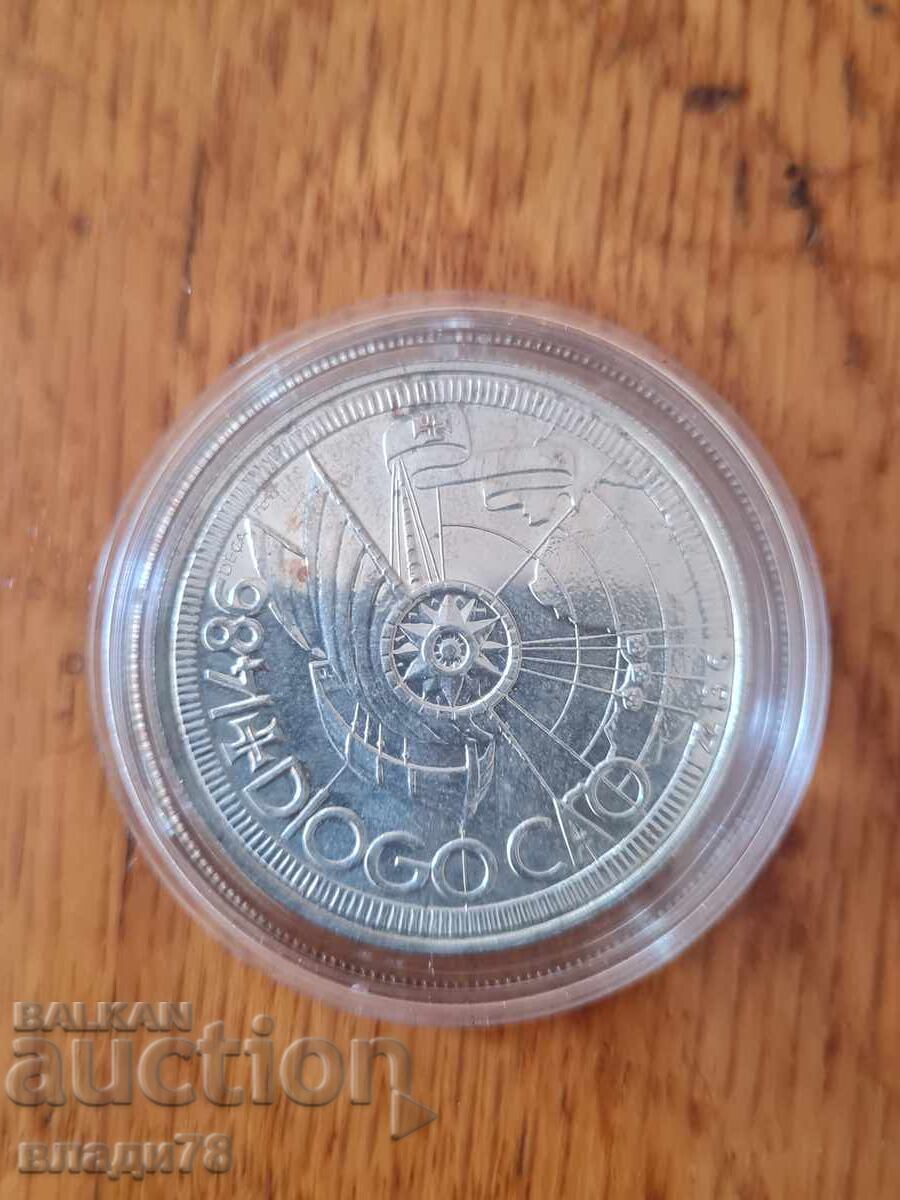 1486
DIOGO CÃO
BALKAN
auction
влади78